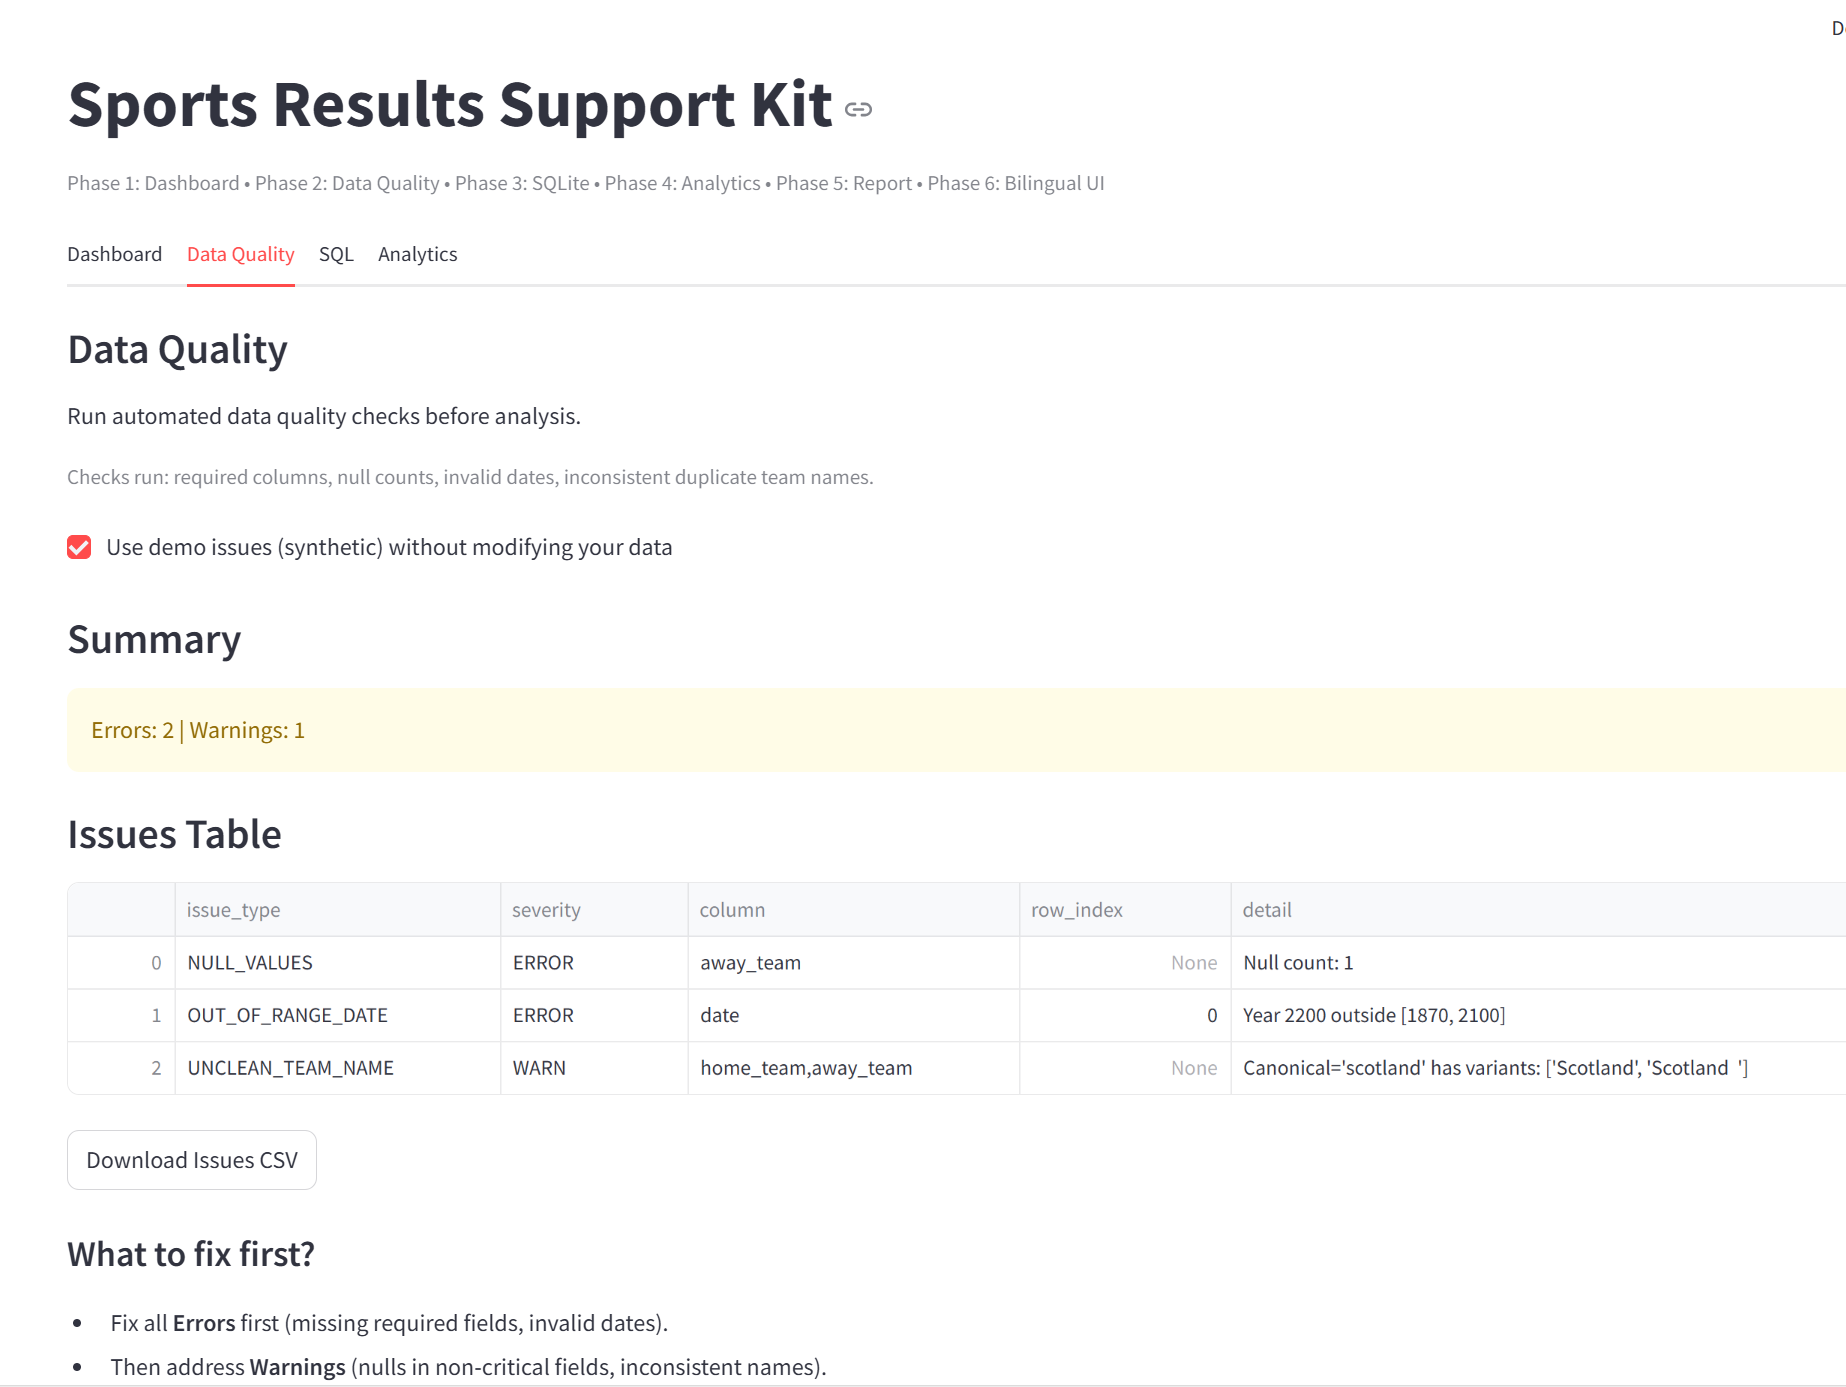 Sports Results Support Kit
Phase 1: Dashboard • Phase 2: Data Quality • Phase 3: SQLite • Phase 4: Analytics • Phase 5: Report • Phase 6: Bilingual UI
Dashboard Data Quality SQL Analytics
Data Quality
Run automated data quality checks before analysis.
Checks run: required columns, null counts, invalid dates, inconsistent duplicate team names.
Use demo issues (synthetic) without modifying your data
Summary
Errors: 2 | Warnings: 1
Issues Table
issue_type severity column row_index detail
0 NULL_VALUES ERROR away_team None Null count: 1
1 OUT_OF_RANGE_DATE ERROR date 0 Year 2200 outside [1870, 2100]
2 UNCLEAN_TEAM_NAME WARN home_team,away_team None Canonical='scotland' has variants: ['Scotland', 'Scotland  ']
Download Issues CSV
What to fix first?
• Fix all Errors first (missing required fields, invalid dates).
• Then address Warnings (nulls in non-critical fields, inconsistent names).